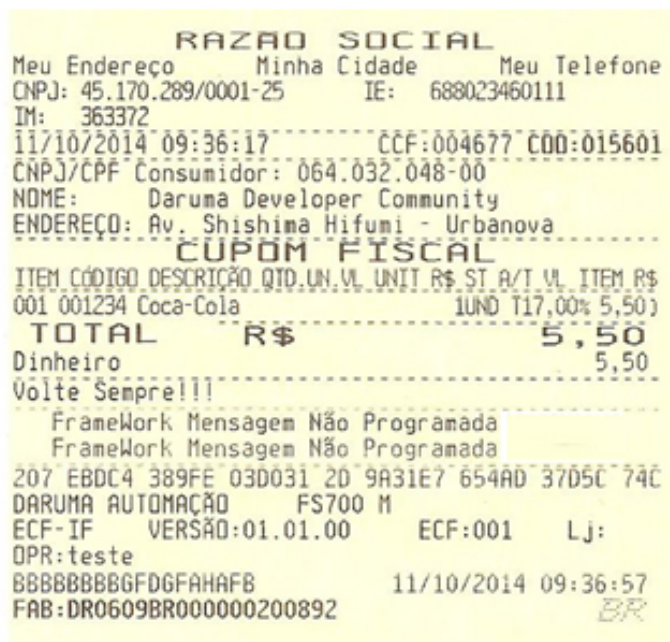 RAZÃO SOCIAL
Meu Endereço Minha Cidade Meu Telefone
CNPJ: 45.170.289/0001-25 IE: 688023460111
IM: 363372
11/10/2014 09:36:17 CCF:004677 COO:015601
CNPJ/CPF Consumidor: 064.032.048-00
NOME: Daruma Developer Community
ENDEREÇO: Av. Shishima Hifumi - Urbanova
CUPOM FISCAL
ITEM CÓDIGO DESCRIÇÃO QTD.UN.VL UNIT R$ ST A/T VL ITEM R$
001 001234 Coca-Cola 1UND T17,00% 5,50)
TOTAL R$ 5,50
Dinheiro 5,50
Volte Sempre!!!
FrameWork Mensagem Não Programada
FrameWork Mensagem Não Programada
207 EBDC4 389FE 03D031 2D 9A31E7 654AD 37D5C 74C
DARUMA AUTOMAÇÃO FS700 M
ECF-IF VERSÃO:01.01.00 ECF:001 Lj:
OPR:teste
BBBBBBBBGFDGFAHAFB 11/10/2014 09:36:57
FAB:DR0609BR000000200892 BR